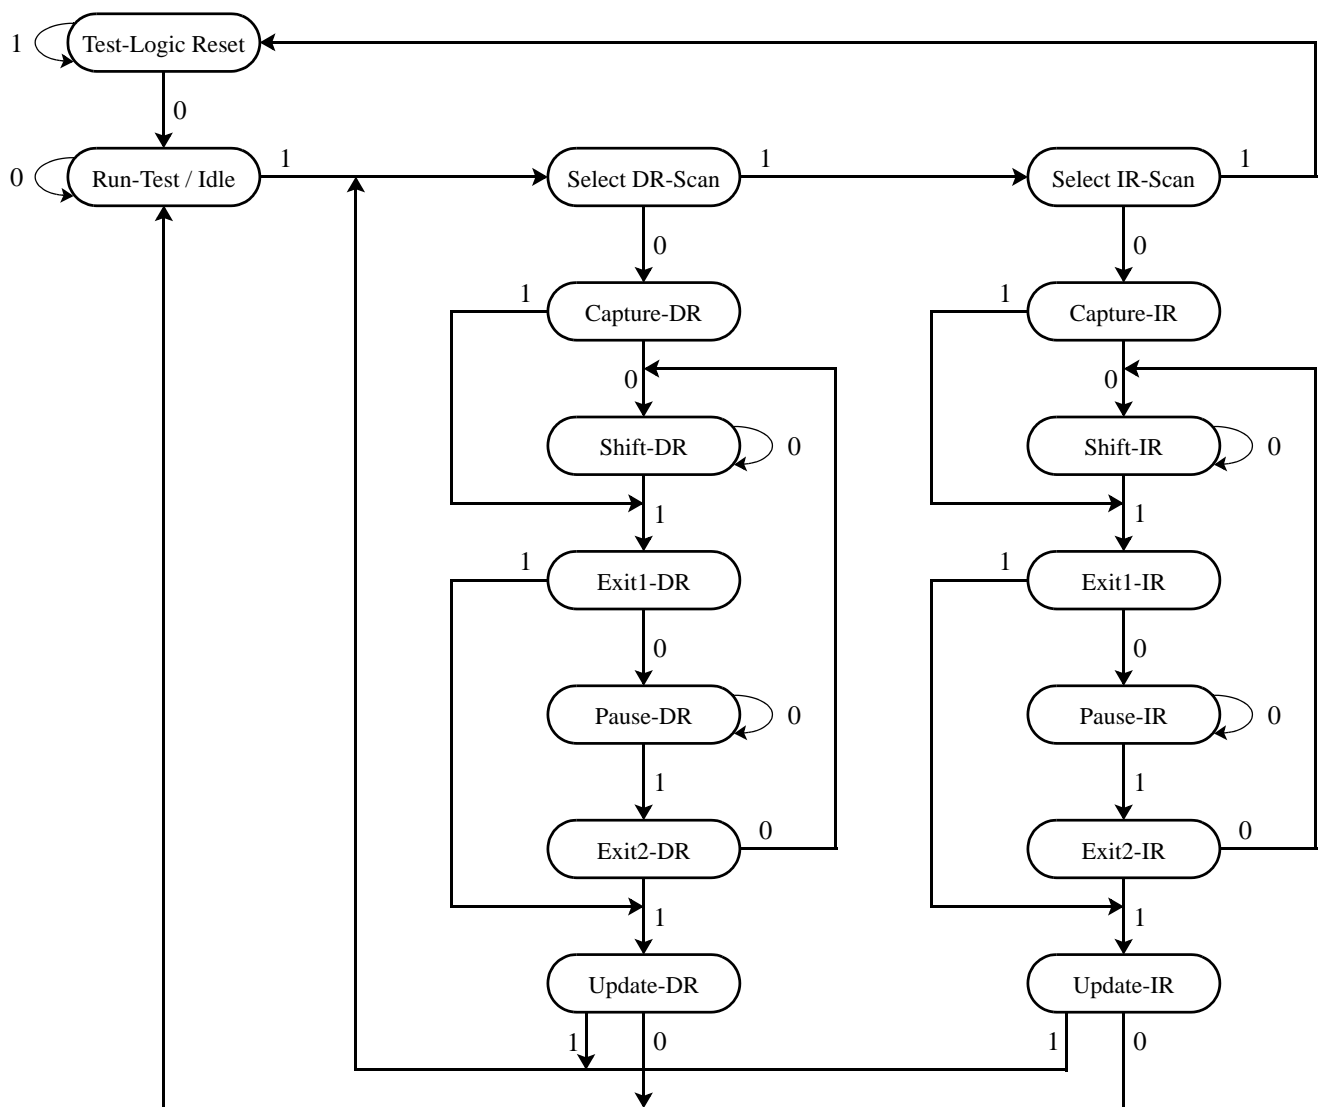 1 Test-Logic Reset
0
0 Run-Test / Idle 1 Select DR-Scan 1 Select IR-Scan 1
0 0
1 Capture-DR 1 Capture-IR
0 0
Shift-DR 0 Shift-IR 0
1 1
1 Exit1-DR 1 Exit1-IR
0 0
Pause-DR 0 Pause-IR 0
1 1
Exit2-DR 0 Exit2-IR 0
1 1
Update-DR Update-IR
1 0 1 0